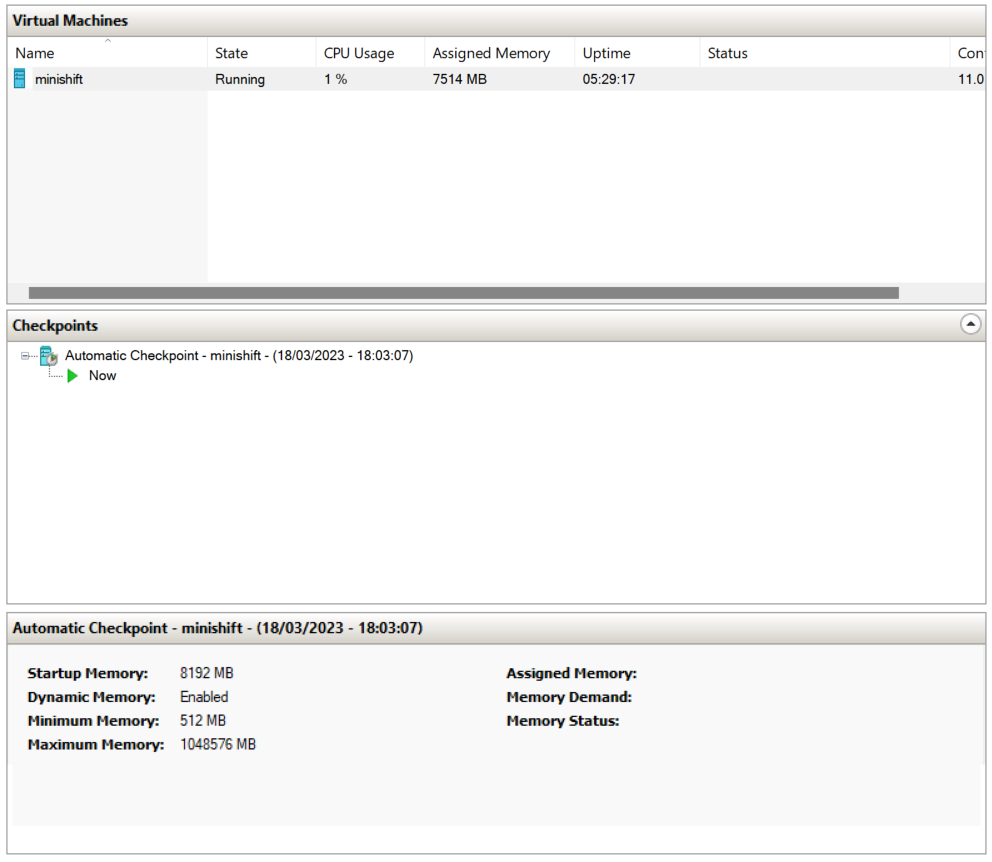 Virtual Machines
Name State CPU Usage Assigned Memory Uptime Status
minishift Running 1 % 7514 MB 05:29:17 11.0
Checkpoints
Automatic Checkpoint - minishift - (18/03/2023 - 18:03:07)
Now
Automatic Checkpoint - minishift - (18/03/2023 - 18:03:07)
Startup Memory: 8192 MB Assigned Memory:
Dynamic Memory: Enabled Memory Demand:
Minimum Memory: 512 MB Memory Status:
Maximum Memory: 1048576 MB